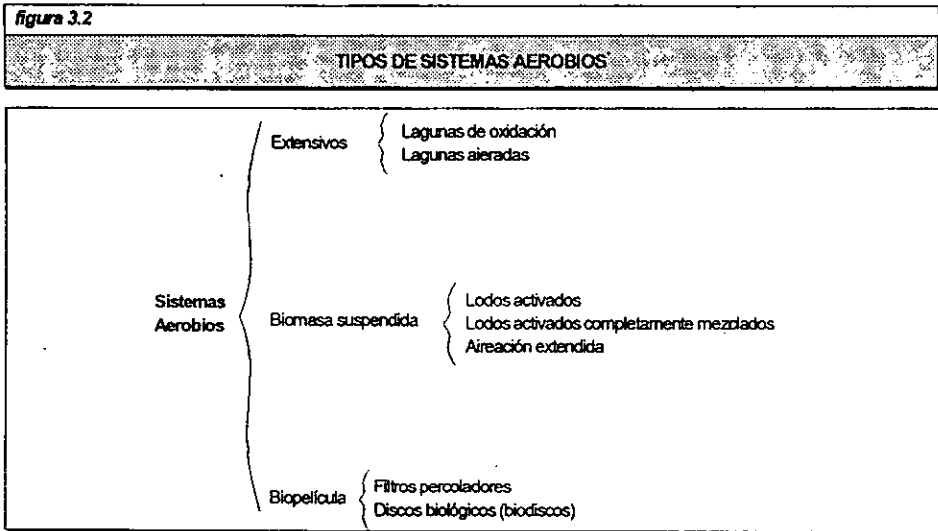 figura 3.2
TIPOS DE SISTEMAS AEROBIOS
Extensivos
Lagunas de oxidación
Lagunas aieradas
Sistemas
Aerobios
Biomasa suspendida
Lodos activados
Lodos activados completamente mezclados
Aireación extendida
Biopelícula
Filtros percoladores
Discos biológicos (biodiscos)